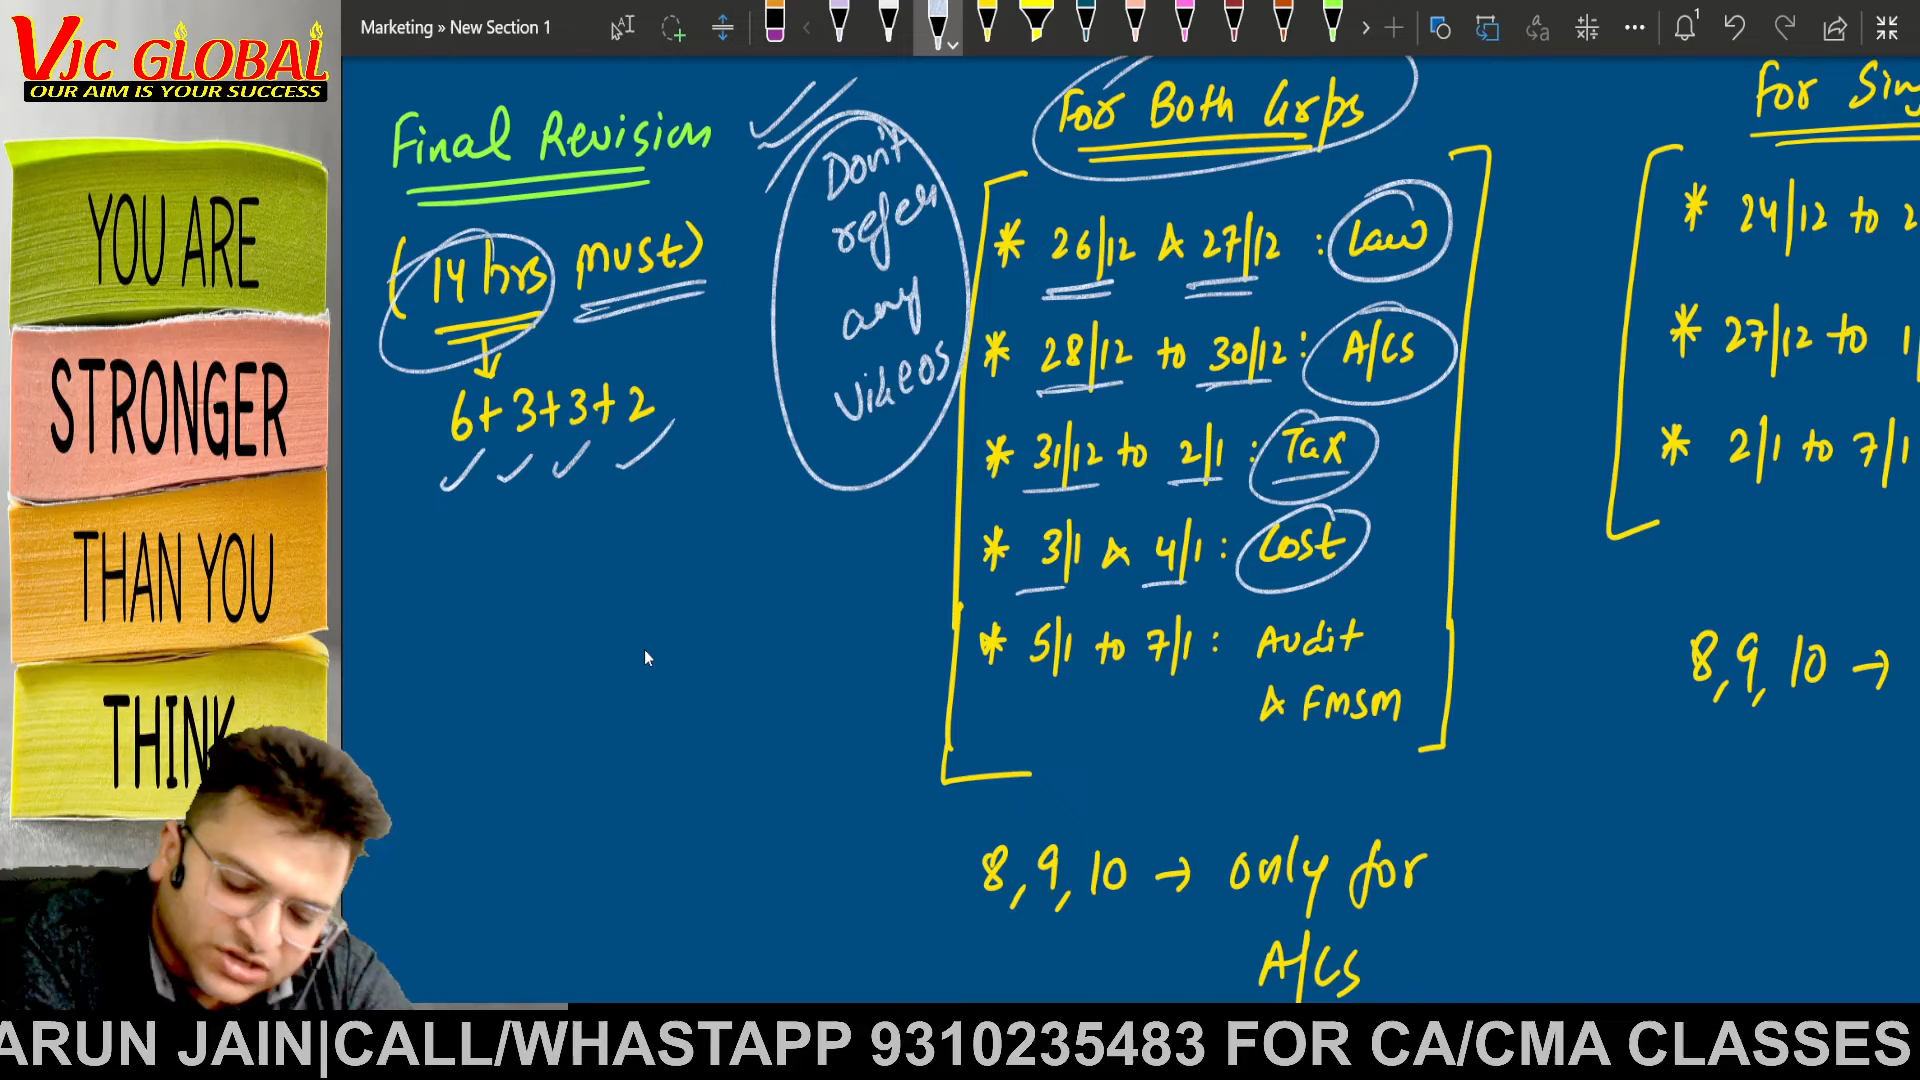 VJC GLOBAL
OUR AIM IS YOUR SUCCESS
YOU ARE
STRONGER
THAN YOU
THINK
Marketing » New Section 1
Final Revision
(14 hrs must)
6+3+3+2
Don't
refer
any
videos
For Both Grps
* 26/12 & 27/12 : Law
* 28/12 to 30/12 : A/cs
* 31/12 to 2/1 : Tax
* 3/1 & 4/1 : Cost
* 5/1 to 7/1 : Audit
& FMSM
8, 9, 10 → only for
A/cs
For Sin
* 24/12 to 2
* 27/12 to 1
* 2/1 to 7/1
8, 9, 10 →
ARUN JAIN|CALL/WHASTAPP 9310235483 FOR CA/CMA CLASSES